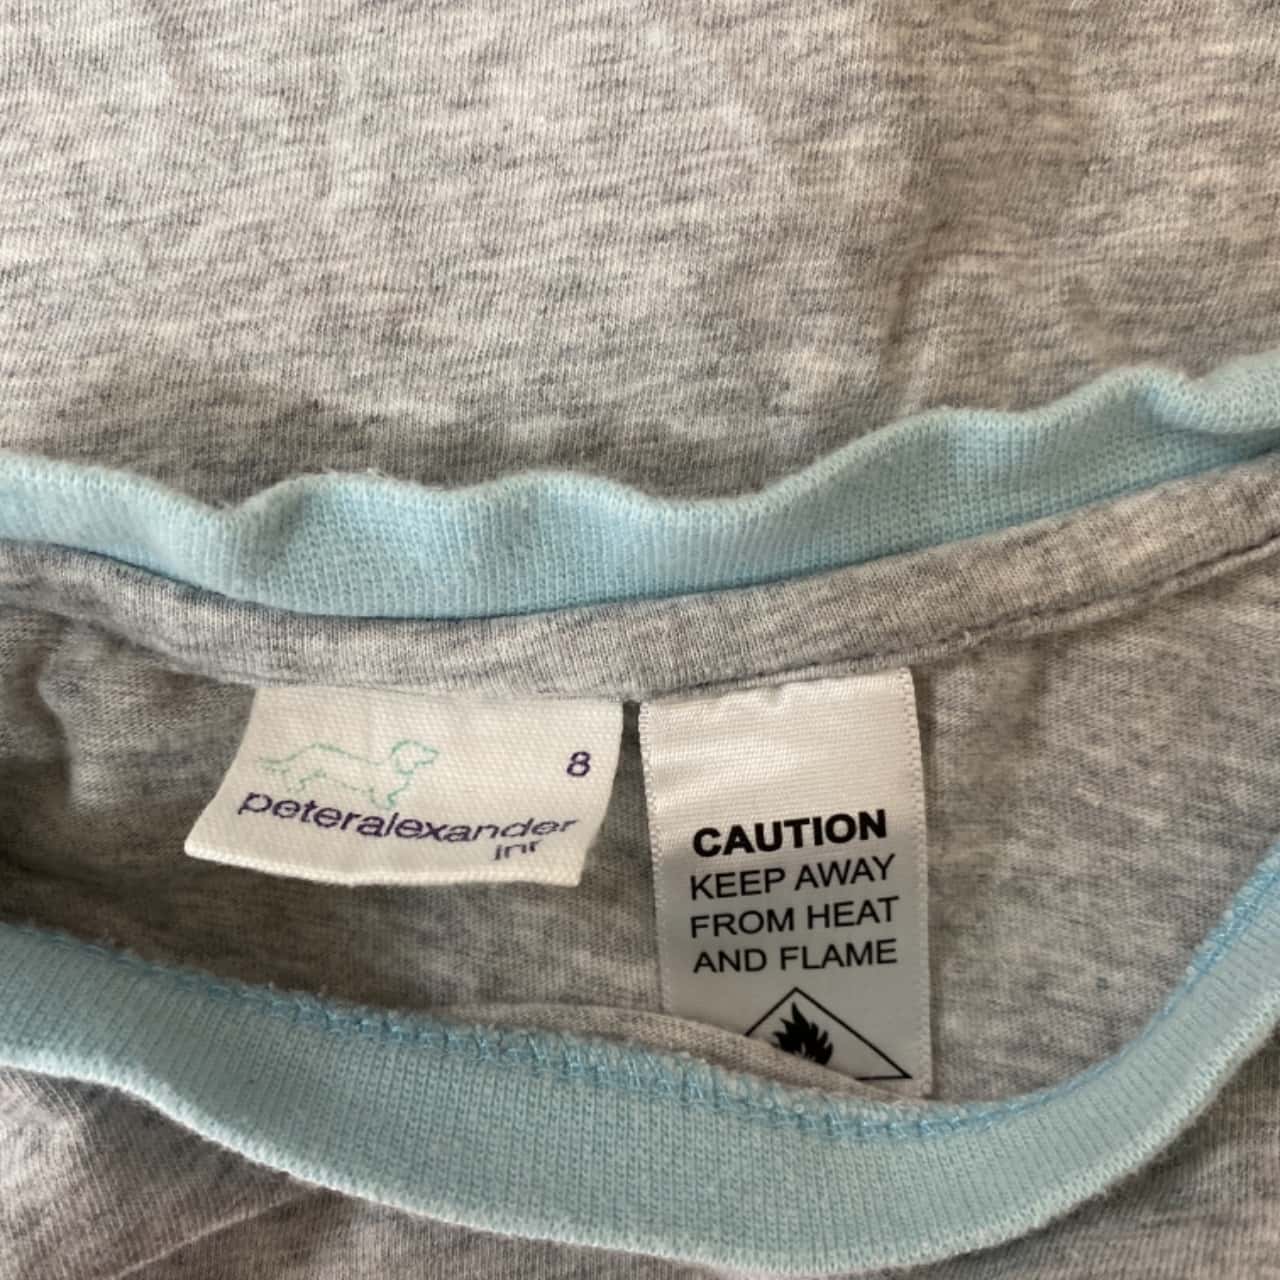 8
peteralexander
jnr
CAUTION
KEEP AWAY
FROM HEAT
AND FLAME